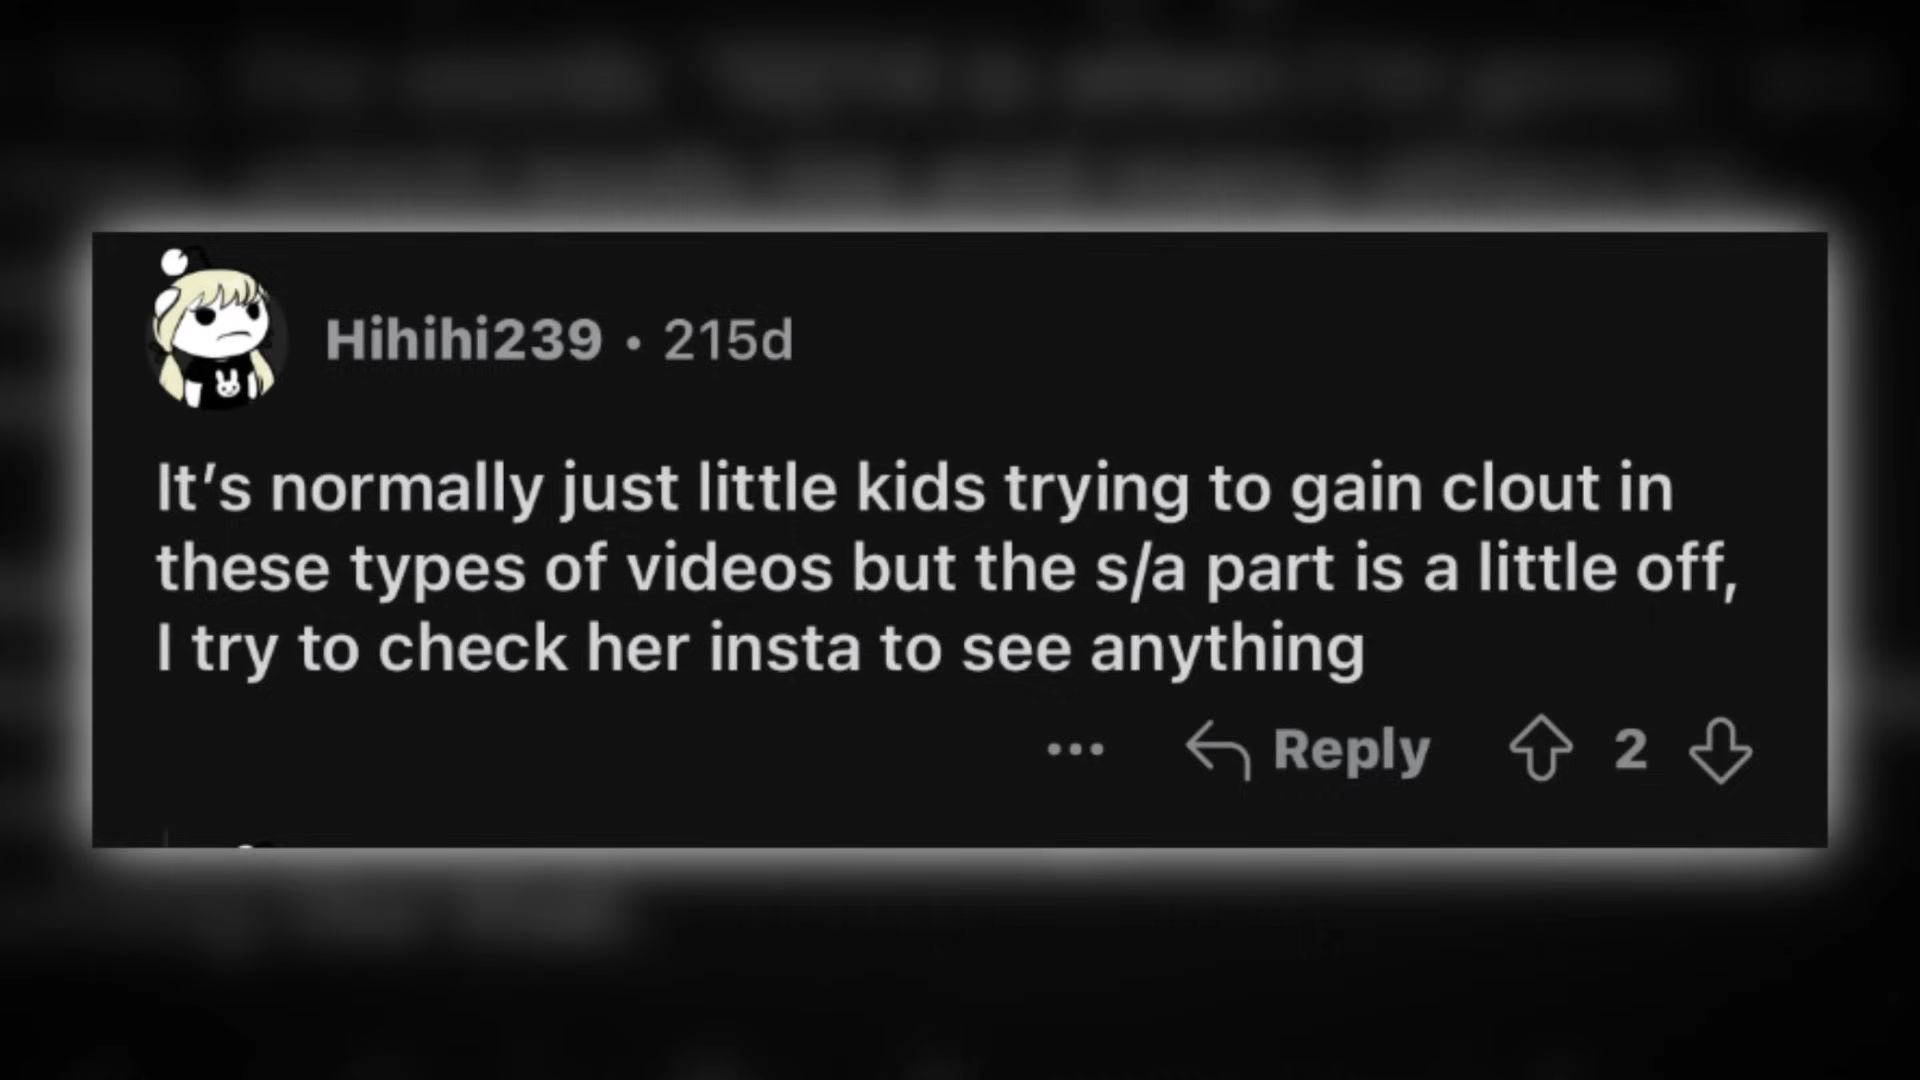 Hihihi239 • 215d
It's normally just little kids trying to gain clout in
these types of videos but the s/a part is a little off,
I try to check her insta to see anything
... Reply 2